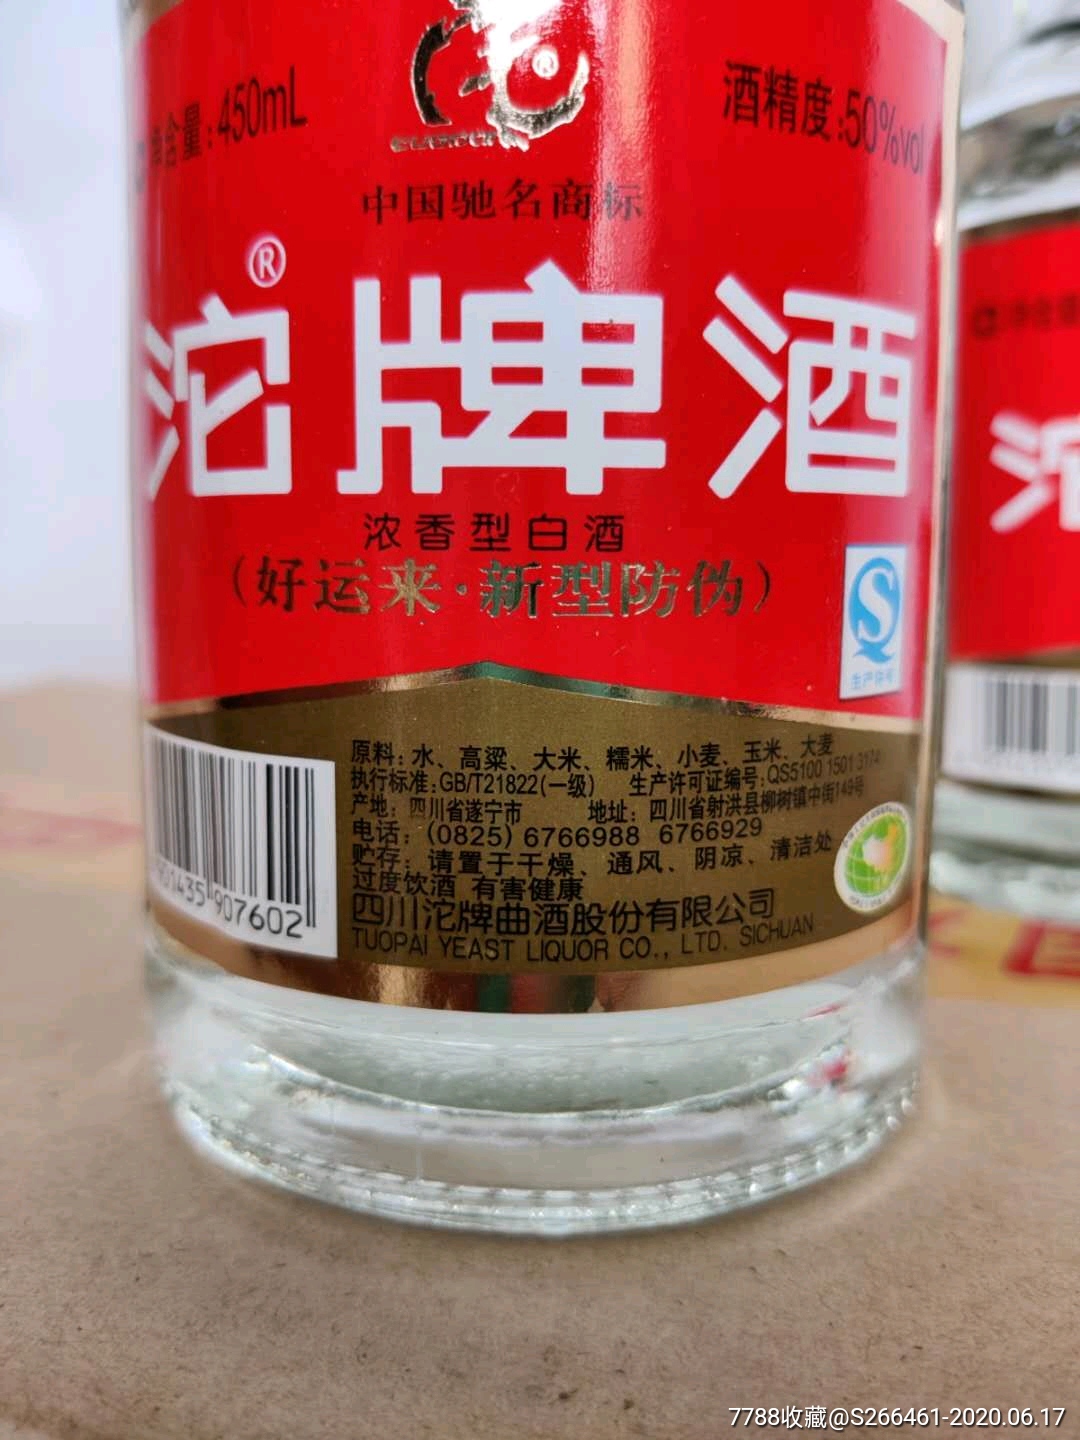 净含量:450mL
酒精度:50%vol
®
中国驰名商标
®
沱牌酒
浓香型白酒
(好运来·新型防伪)
生产许可
原料: 水、高粱、大米、糯米、小麦、玉米、大麦
执行标准:GB/T21822(一级) 生产许可证编号:QS5100 1501 3174
产地: 四川省遂宁市 地址: 四川省射洪县柳树镇中街149号
电话: (0825) 6766988 6766929
贮存: 请置于干燥、通风、阴凉、清洁处
过度饮酒 有害健康
四川沱牌曲酒股份有限公司
TUOPAI YEAST LIQUOR CO., LTD. SICHUAN
901435 907602
7788收藏@S266461-2020.06.17